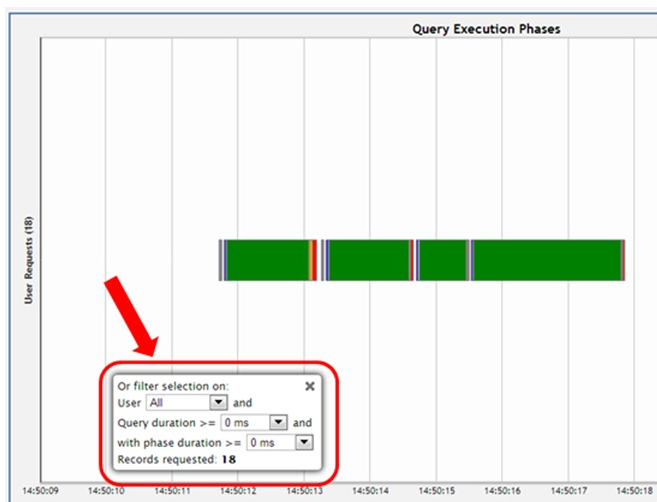 Query Execution Phases
User Requests (18)
Or filter selection on:
User All and
Query duration >= 0 ms and
with phase duration >= 0 ms
Records requested: 18
14:50:09 14:50:10 14:50:11 14:50:12 14:50:13 14:50:14 14:50:15 14:50:16 14:50:17 14:50:18